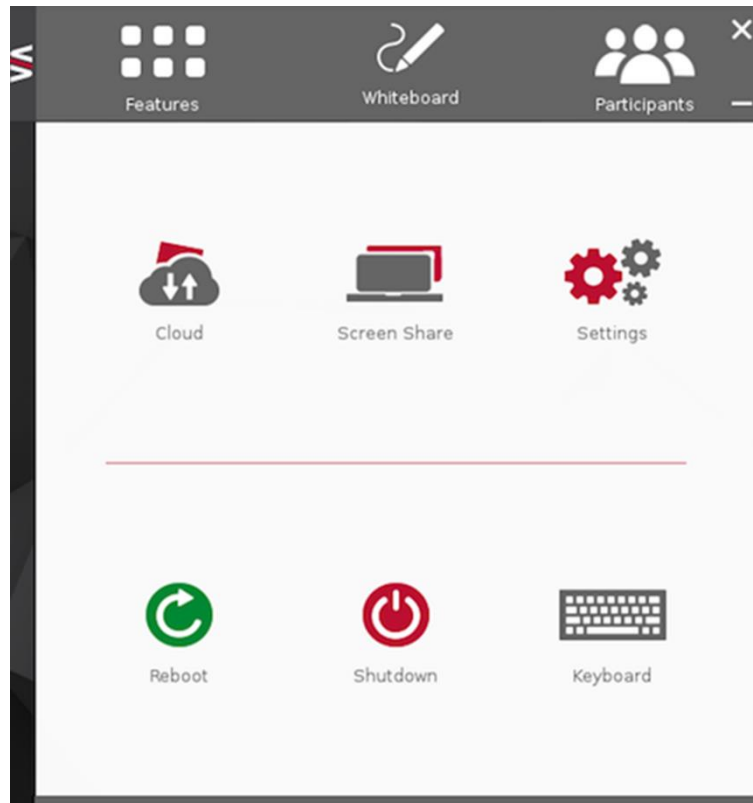 Features
Whiteboard
Participants
Cloud
Screen Share
Settings
Reboot
Shutdown
Keyboard